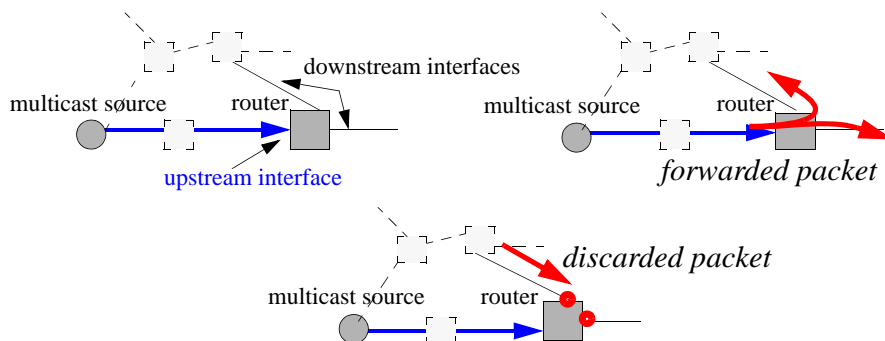 downstream interfaces
multicast source
router
upstream interface
multicast source
router
forwarded packet
discarded packet
multicast source
router